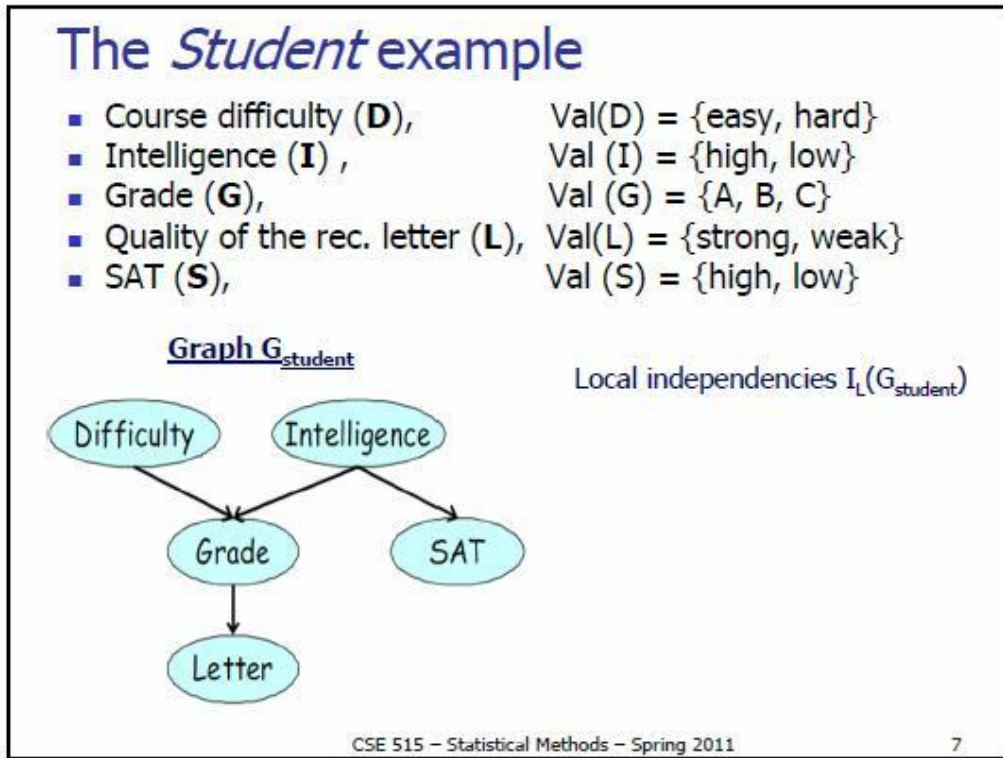 The Student example
▪ Course difficulty (D), Val(D) = {easy, hard}
▪ Intelligence (I) , Val (I) = {high, low}
▪ Grade (G), Val (G) = {A, B, C}
▪ Quality of the rec. letter (L), Val(L) = {strong, weak}
▪ SAT (S), Val (S) = {high, low}
Graph G_student
Local independencies I_L(G_student)
Difficulty Intelligence
Grade SAT
Letter
CSE 515 – Statistical Methods – Spring 2011 7